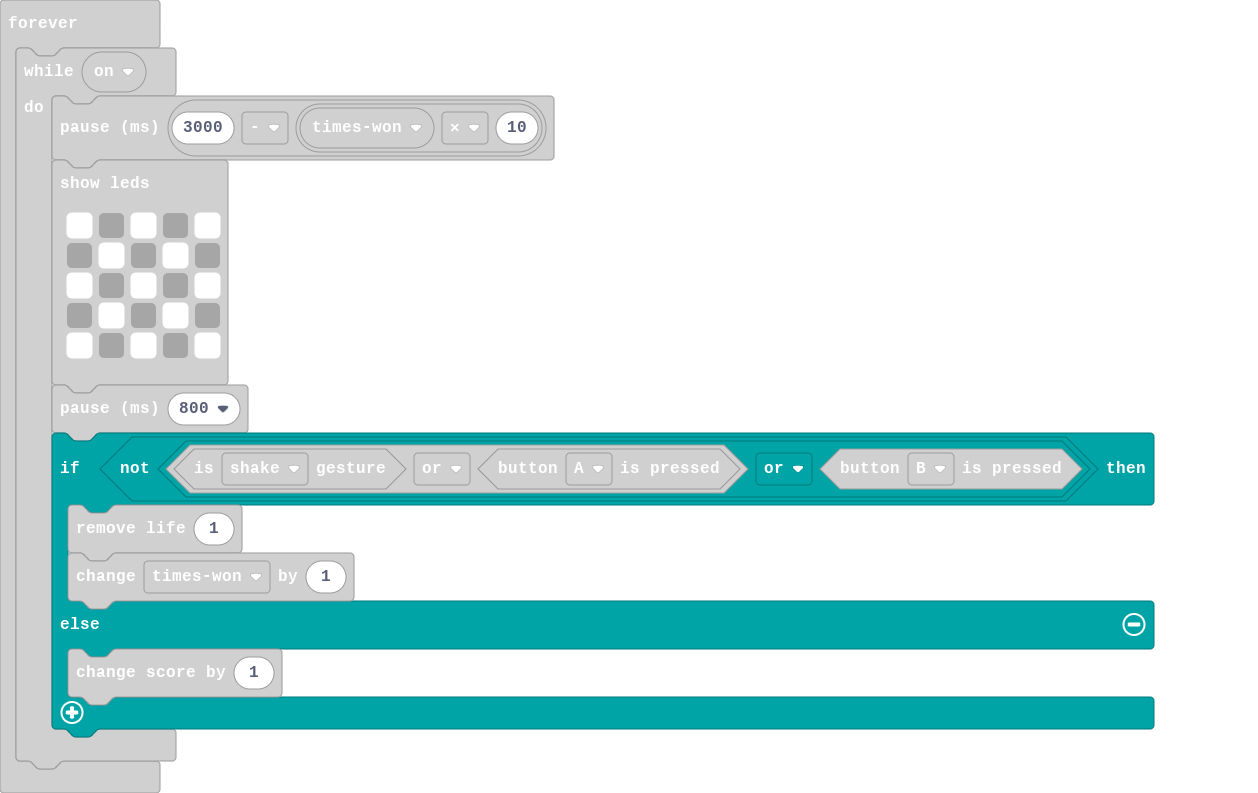 forever
while on
do
pause (ms) 3000 - times-won × 10
show leds
pause (ms) 800
if not is shake gesture or button A is pressed or button B is pressed then
remove life 1
change times-won by 1
else
change score by 1